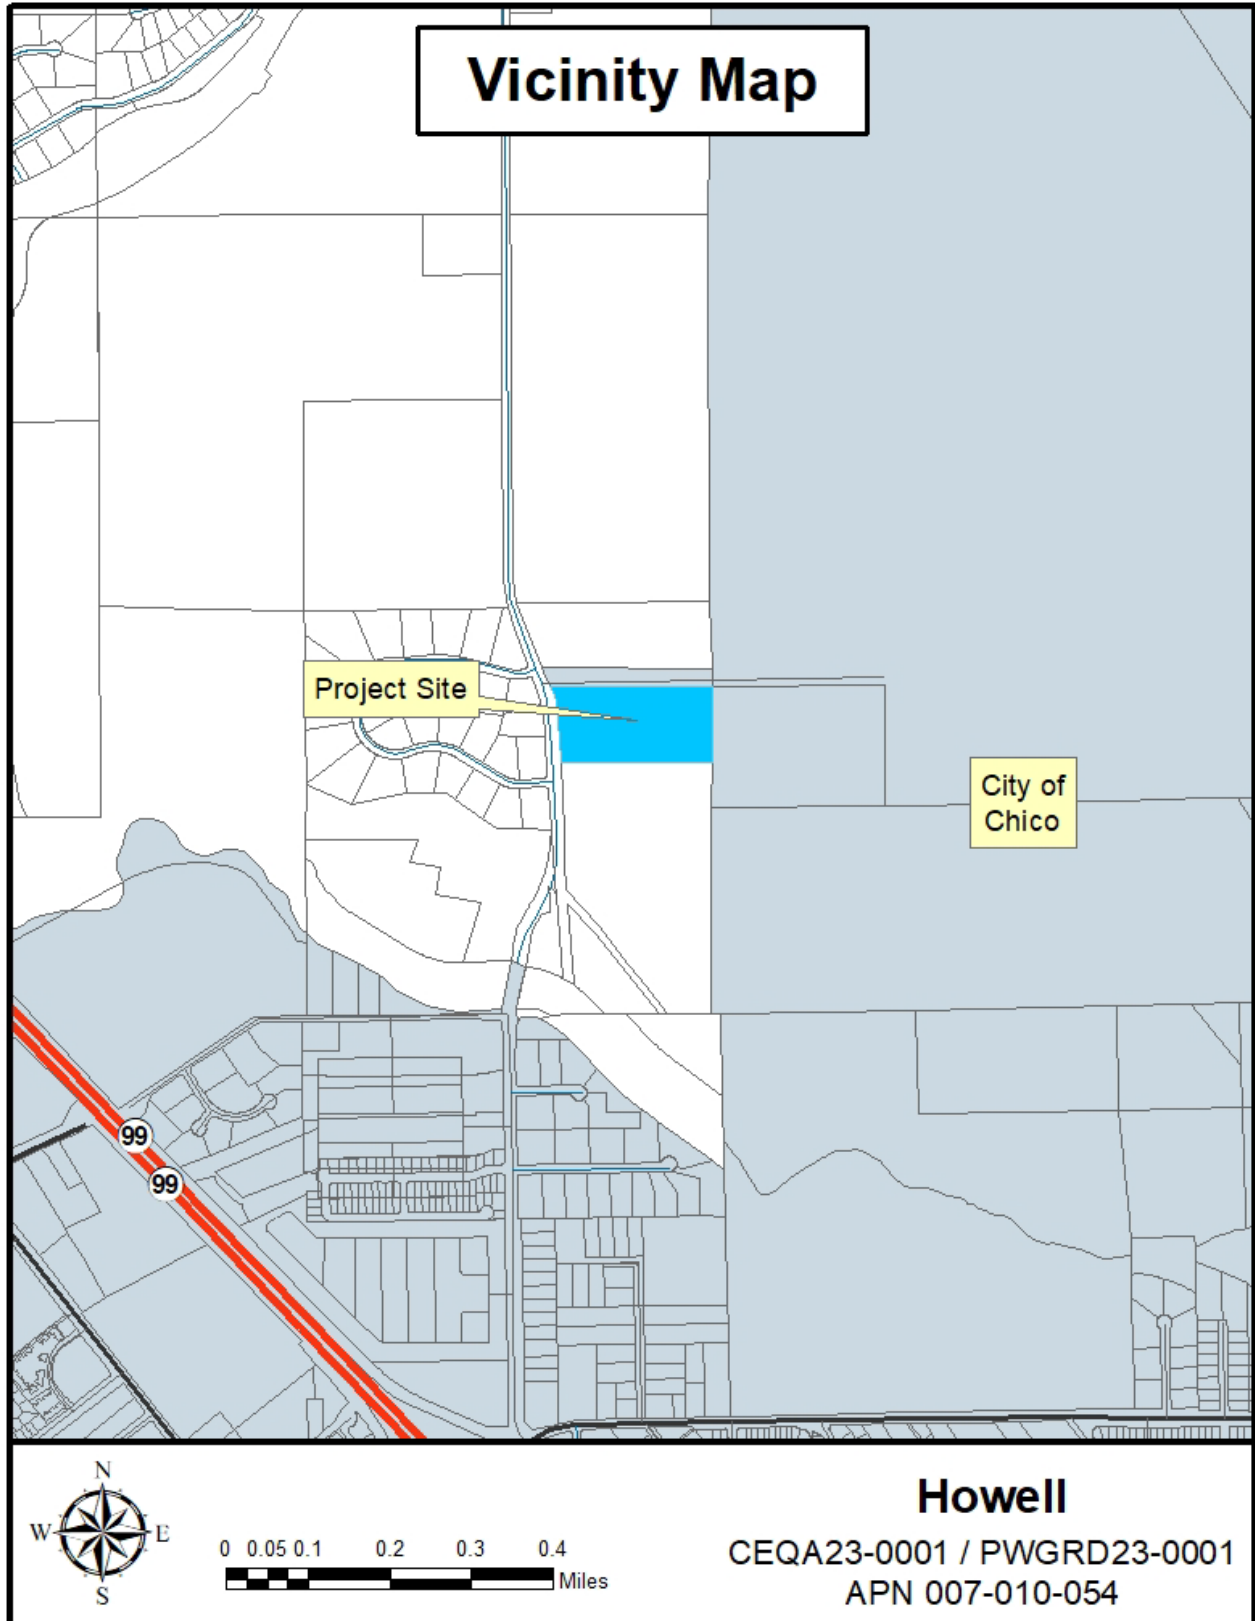 Vicinity Map
Project Site
City of
Chico
99
99
N
W E
S
0 0.05 0.1 0.2 0.3 0.4
Miles
Howell
CEQA23-0001 / PWGRD23-0001
APN 007-010-054